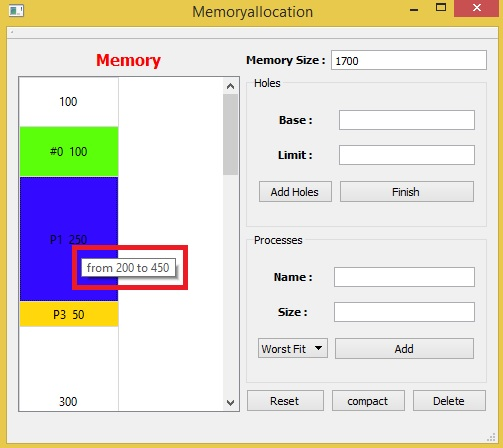 Memoryallocation
Memory
100
#0 100
P1 250
from 200 to 450
P3 50
300
Memory Size : 1700
Holes
Base :
Limit :
Add Holes Finish
Processes
Name :
Size :
Worst Fit Add
Reset compact Delete